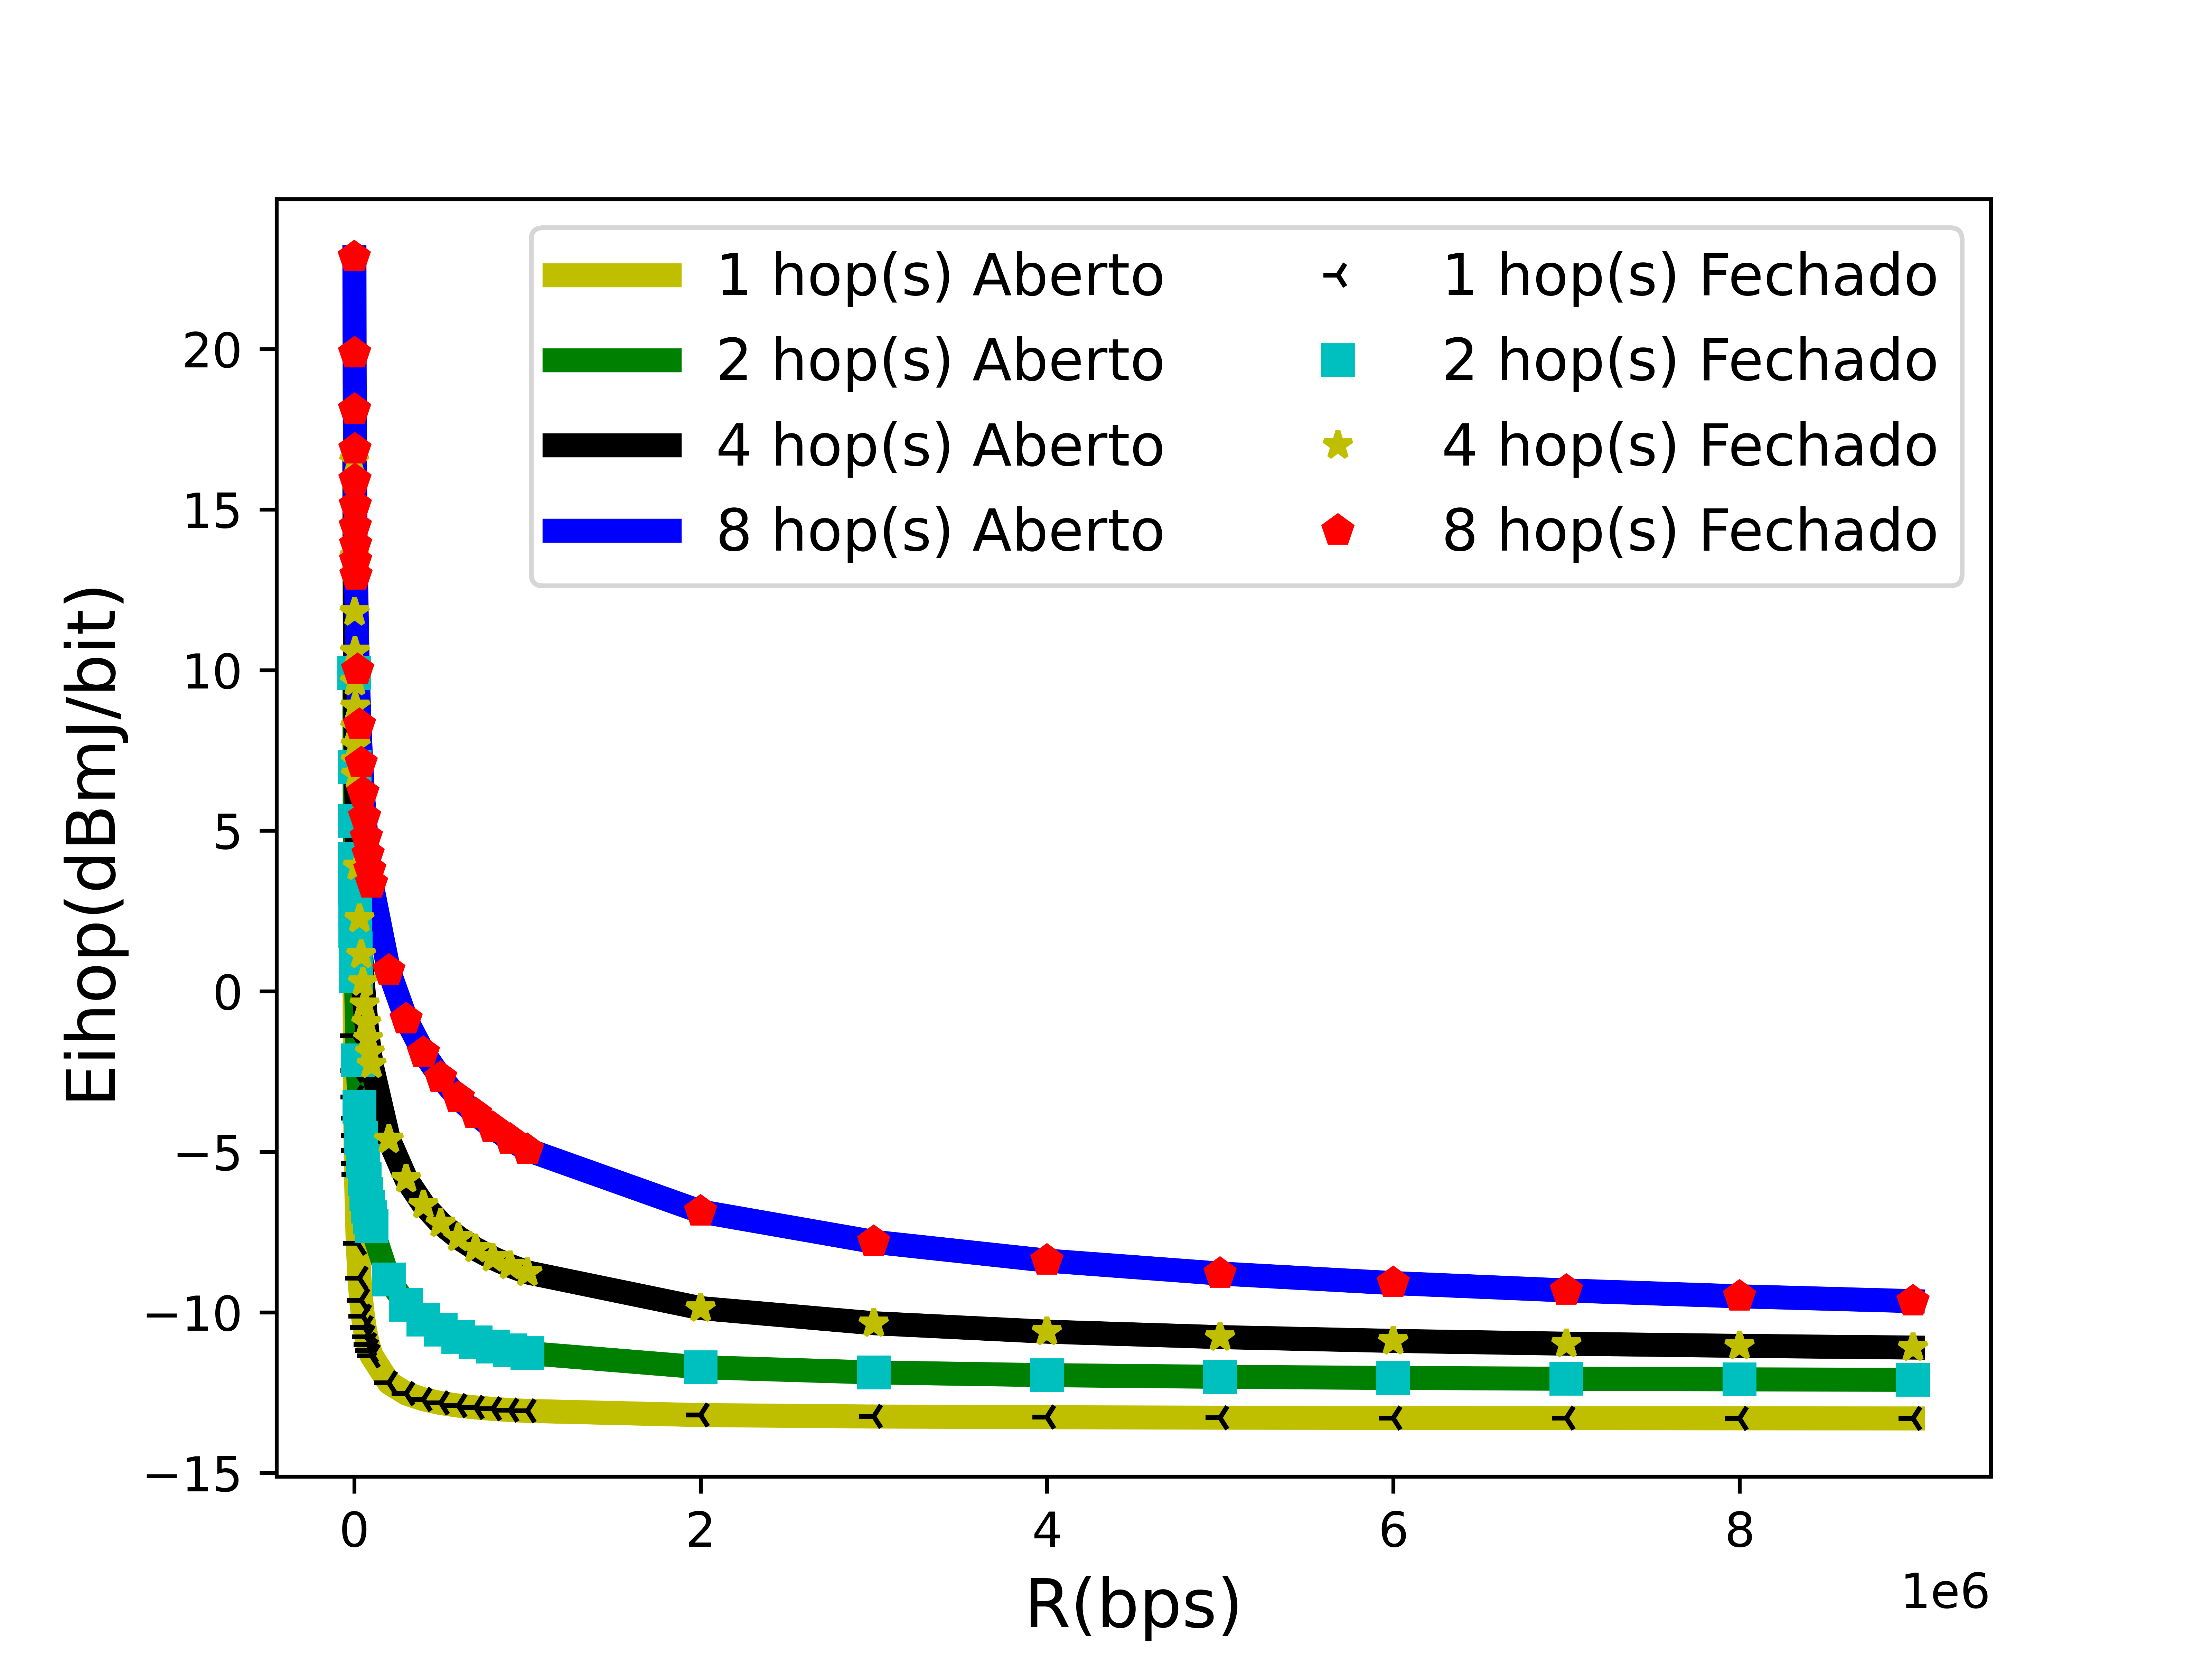 1 hop(s) Aberto
2 hop(s) Aberto
4 hop(s) Aberto
8 hop(s) Aberto
1 hop(s) Fechado
2 hop(s) Fechado
4 hop(s) Fechado
8 hop(s) Fechado
Eihop(dBmJ/bit)
20
15
10
5
0
−5
−10
−15
0 2 4 6 8
1e6
R(bps)